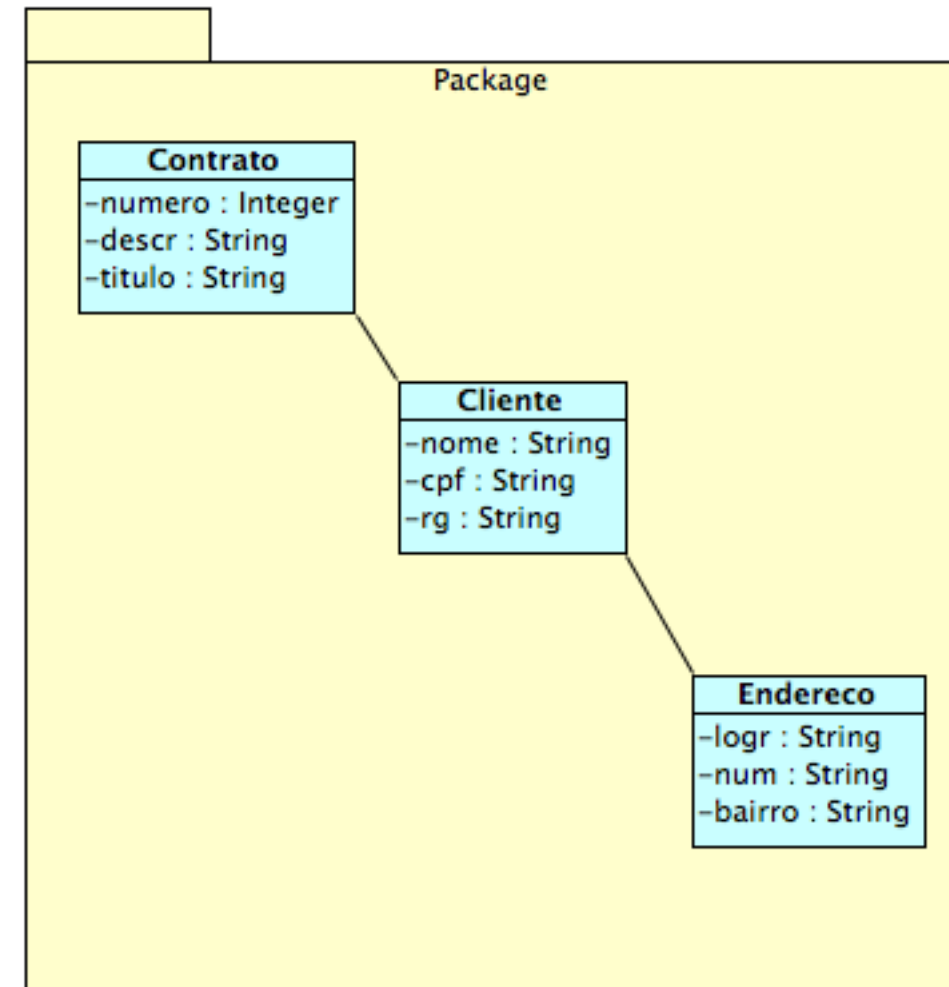 Package
Contrato
-numero : Integer
-descr : String
-titulo : String
Cliente
-nome : String
-cpf : String
-rg : String
Endereco
-logr : String
-num : String
-bairro : String